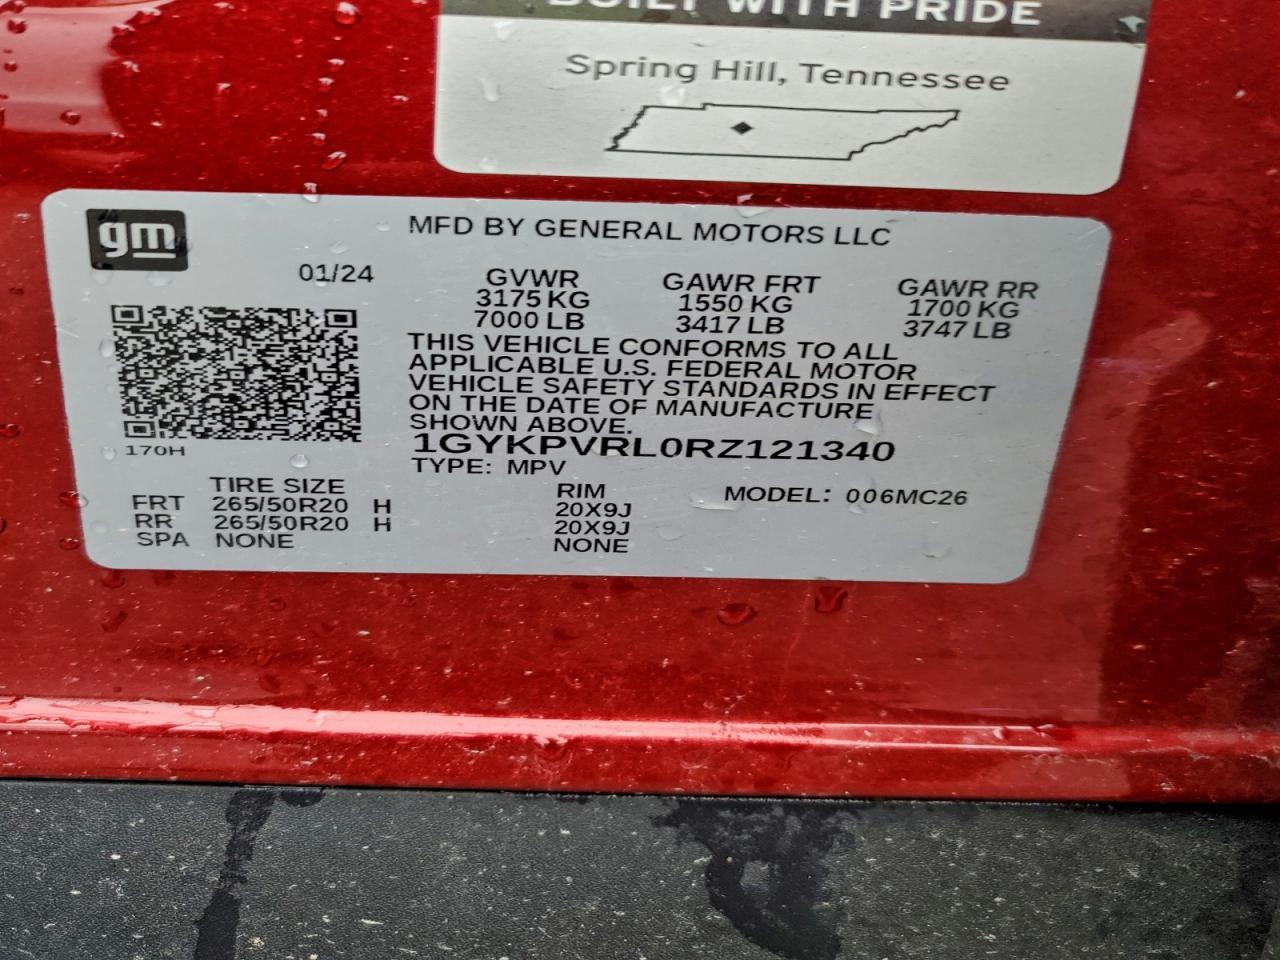 BUILT WITH PRIDE
Spring Hill, Tennessee
gm
MFD BY GENERAL MOTORS LLC
01/24
GVWR GAWR FRT GAWR RR
3175 KG 1550 KG 1700 KG
7000 LB 3417 LB 3747 LB
THIS VEHICLE CONFORMS TO ALL
APPLICABLE U.S. FEDERAL MOTOR
VEHICLE SAFETY STANDARDS IN EFFECT
ON THE DATE OF MANUFACTURE
SHOWN ABOVE.
1GYKPVRL0RZ121340
170H
TYPE: MPV
TIRE SIZE RIM MODEL: 006MC26
FRT 265/50R20 H 20X9J
RR 265/50R20 H 20X9J
SPA NONE NONE